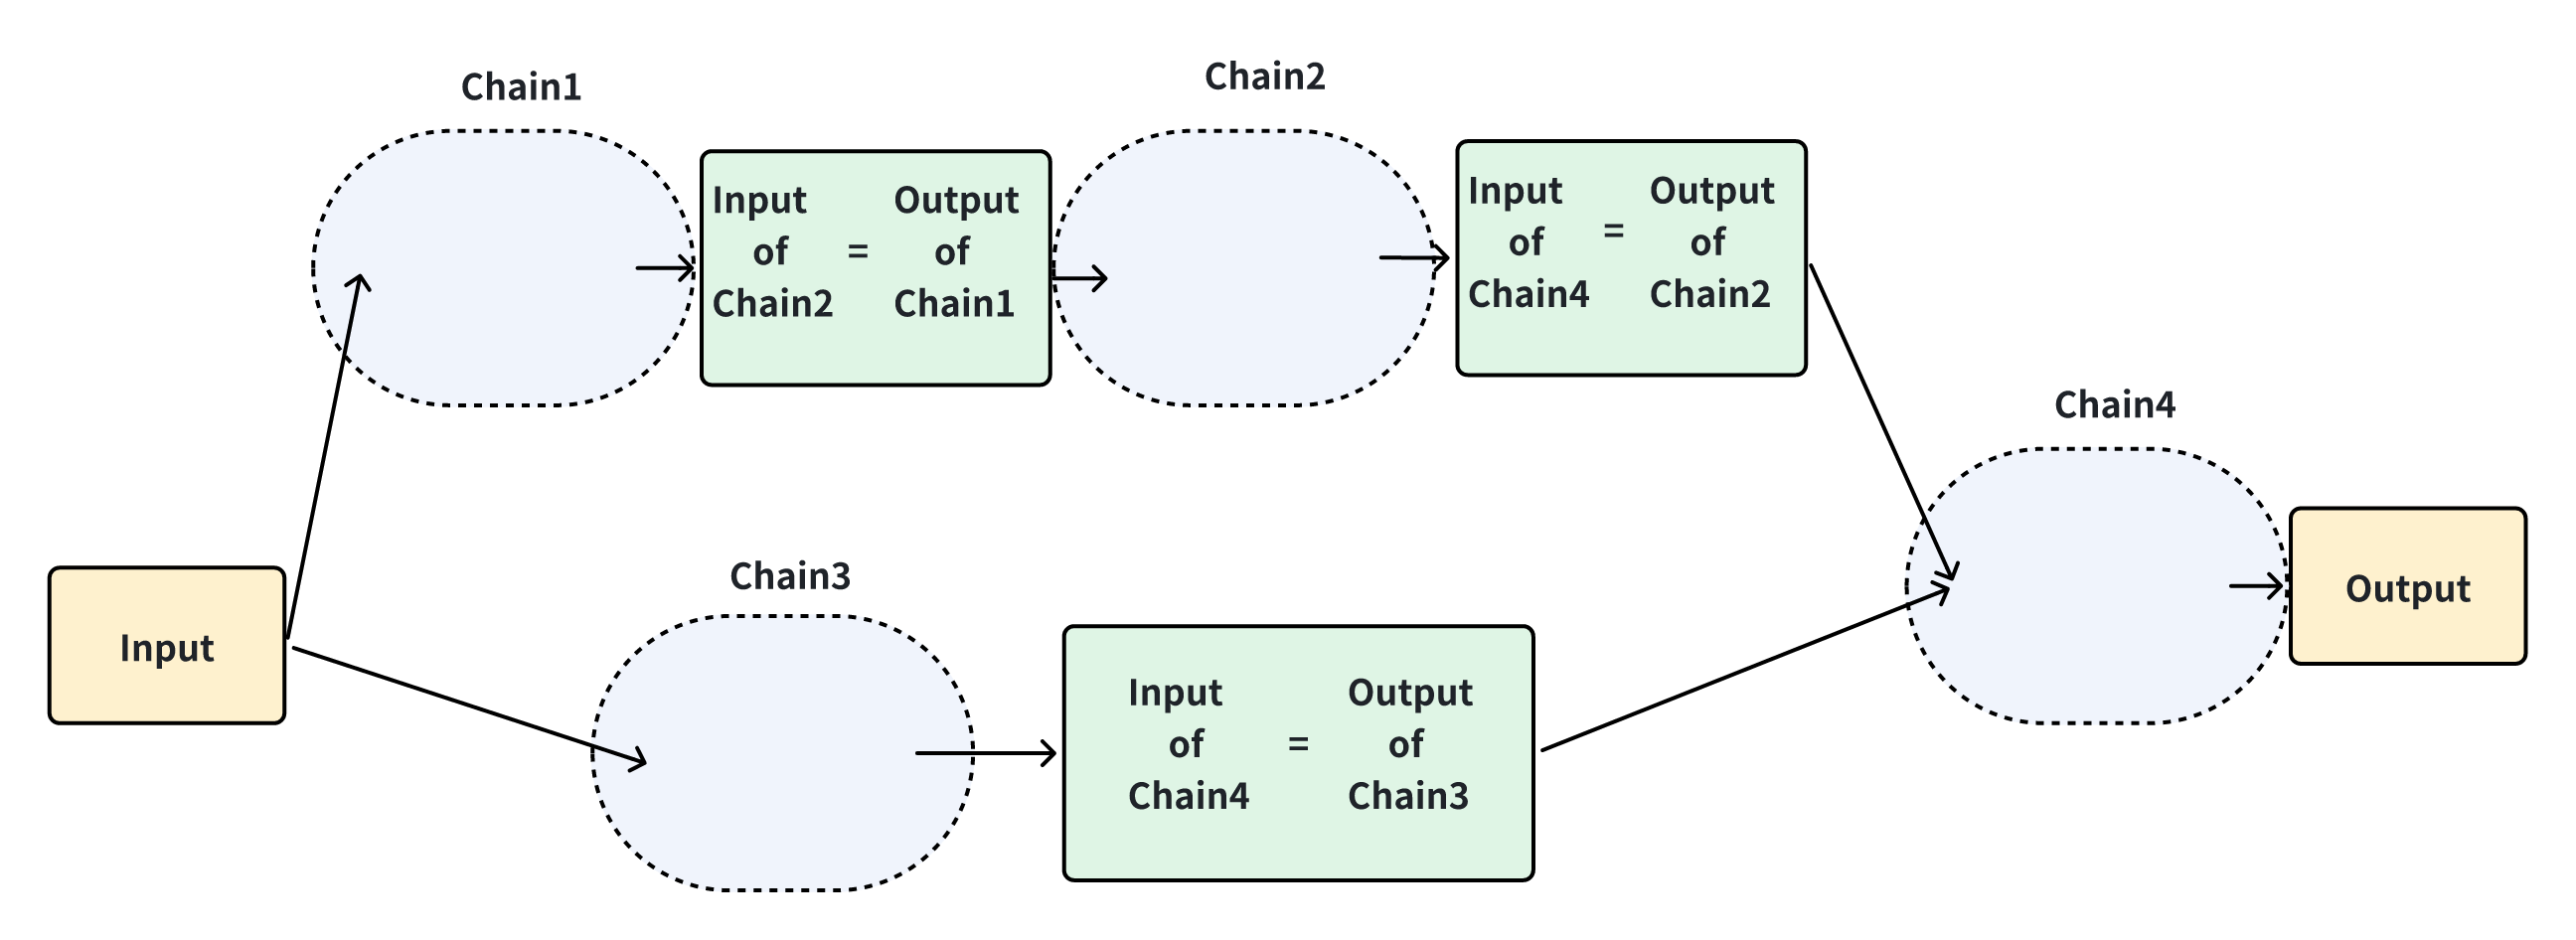 Chain1
Chain2
Input Output
of = of
Chain2 Chain1
Input Output
of = of
Chain4 Chain2
Chain4
Chain3
Input
Input Output
of = of
Chain4 Chain3
Output